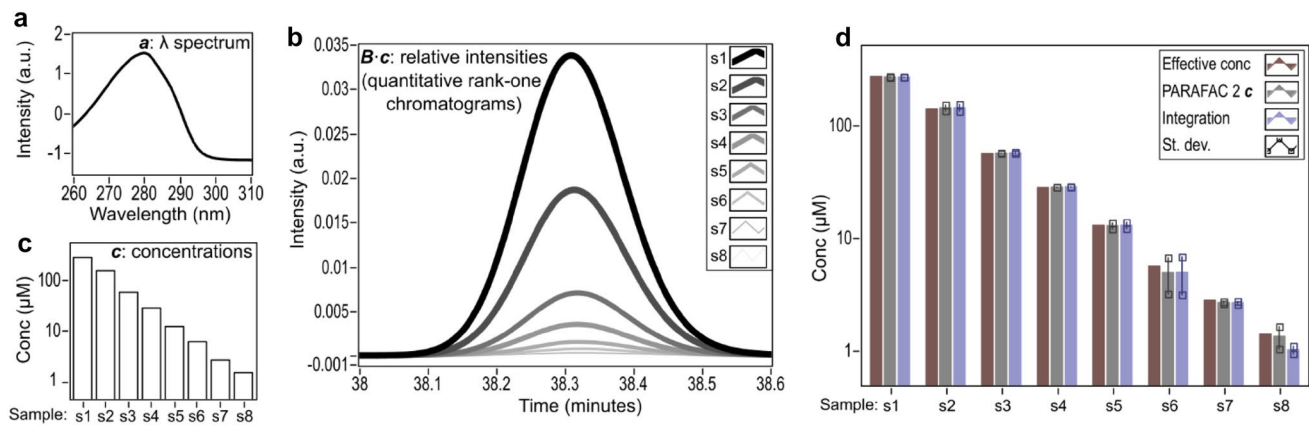 a
a: λ spectrum
Intensity (a.u.)
2
1
0
-1
260 270 280 290 300 310
Wavelength (nm)
b
B·c: relative intensities
(quantitative rank-one
chromatograms)
s1
s2
s3
s4
s5
s6
s7
s8
Intensity (a.u.)
0.035
0.033
0.025
0.02
0.015
0.01
0.005
-0.001
38 38.1 38.2 38.3 38.4 38.5 38.6
Time (minutes)
c
c: concentrations
Conc (µM)
100
10
1
Sample: s1 s2 s3 s4 s5 s6 s7 s8
d
Effective conc
PARAFAC 2 c
Integration
St. dev.
Conc (µM)
100
10
1
Sample: s1 s2 s3 s4 s5 s6 s7 s8